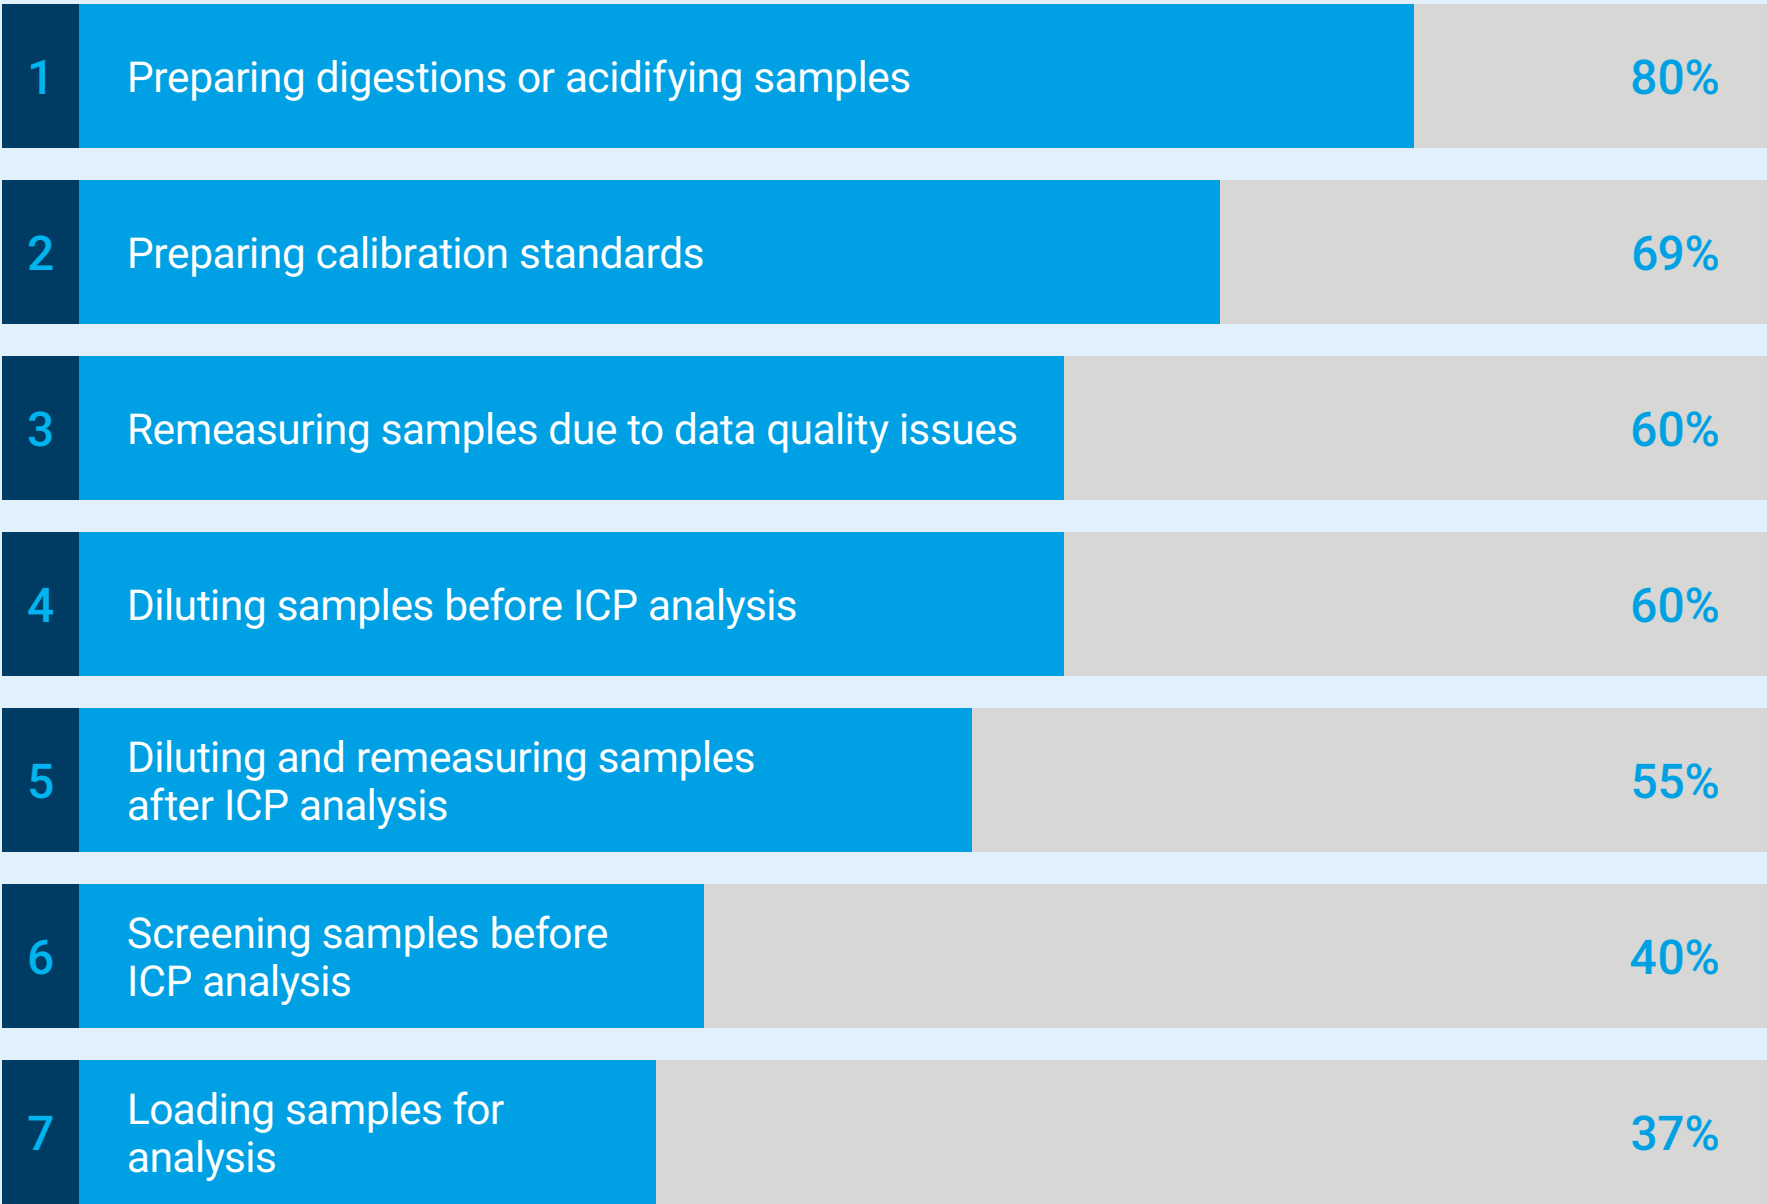 1 Preparing digestions or acidifying samples 80%
2 Preparing calibration standards 69%
3 Remeasuring samples due to data quality issues 60%
4 Diluting samples before ICP analysis 60%
5 Diluting and remeasuring samples
after ICP analysis 55%
6 Screening samples before
ICP analysis 40%
7 Loading samples for
analysis 37%